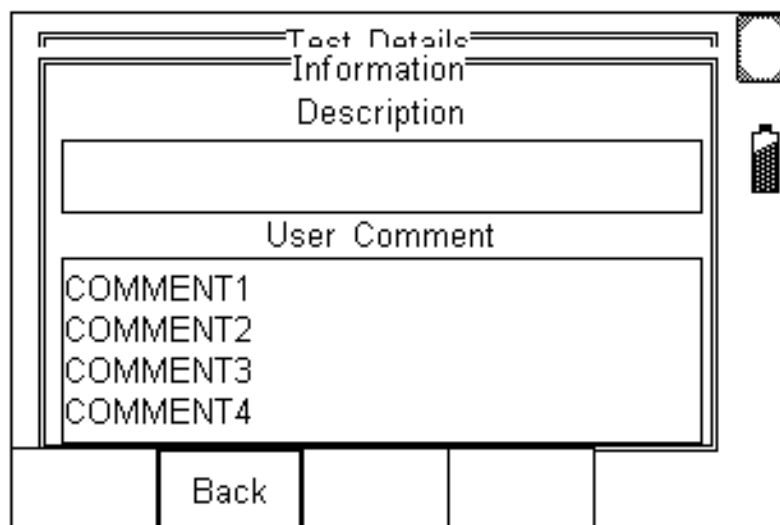 Test Details
Information
Description
User Comment
COMMENT1
COMMENT2
COMMENT3
COMMENT4
Back